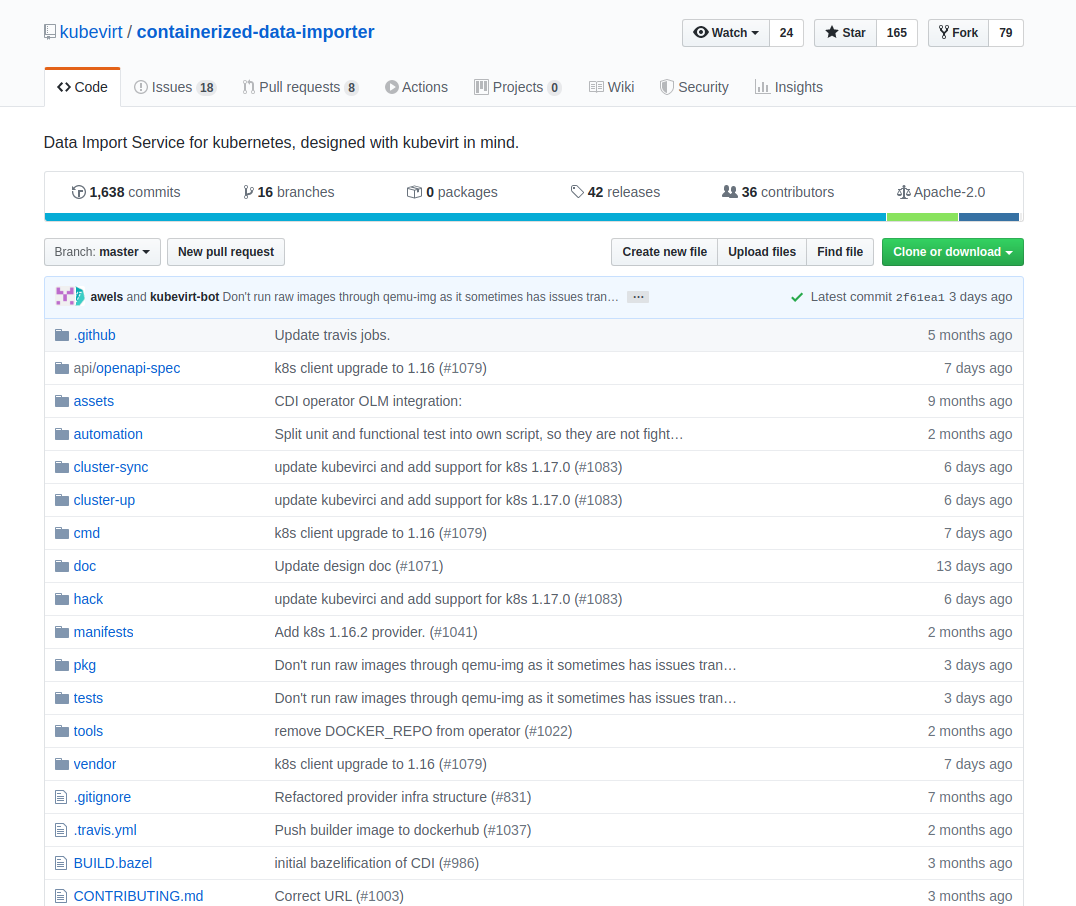 kubevirt / containerized-data-importer Watch 24 Star 165 Fork 79
Code Issues 18 Pull requests 8 Actions Projects 0 Wiki Security Insights
Data Import Service for kubernetes, designed with kubevirt in mind.
1,638 commits 16 branches 0 packages 42 releases 36 contributors Apache-2.0
Branch: master New pull request Create new file Upload files Find file Clone or download
awels and kubevirt-bot Don't run raw images through qemu-img as it sometimes has issues tran… … Latest commit 2f61ea1 3 days ago
.github Update travis jobs. 5 months ago
api/openapi-spec k8s client upgrade to 1.16 (#1079) 7 days ago
assets CDI operator OLM integration: 9 months ago
automation Split unit and functional test into own script, so they are not fight… 2 months ago
cluster-sync update kubevirci and add support for k8s 1.17.0 (#1083) 6 days ago
cluster-up update kubevirci and add support for k8s 1.17.0 (#1083) 6 days ago
cmd k8s client upgrade to 1.16 (#1079) 7 days ago
doc Update design doc (#1071) 13 days ago
hack update kubevirci and add support for k8s 1.17.0 (#1083) 6 days ago
manifests Add k8s 1.16.2 provider. (#1041) 2 months ago
pkg Don't run raw images through qemu-img as it sometimes has issues tran… 3 days ago
tests Don't run raw images through qemu-img as it sometimes has issues tran… 3 days ago
tools remove DOCKER_REPO from operator (#1022) 2 months ago
vendor k8s client upgrade to 1.16 (#1079) 7 days ago
.gitignore Refactored provider infra structure (#831) 7 months ago
.travis.yml Push builder image to dockerhub (#1037) 2 months ago
BUILD.bazel initial bazelification of CDI (#986) 3 months ago
CONTRIBUTING.md Correct URL (#1003) 3 months ago